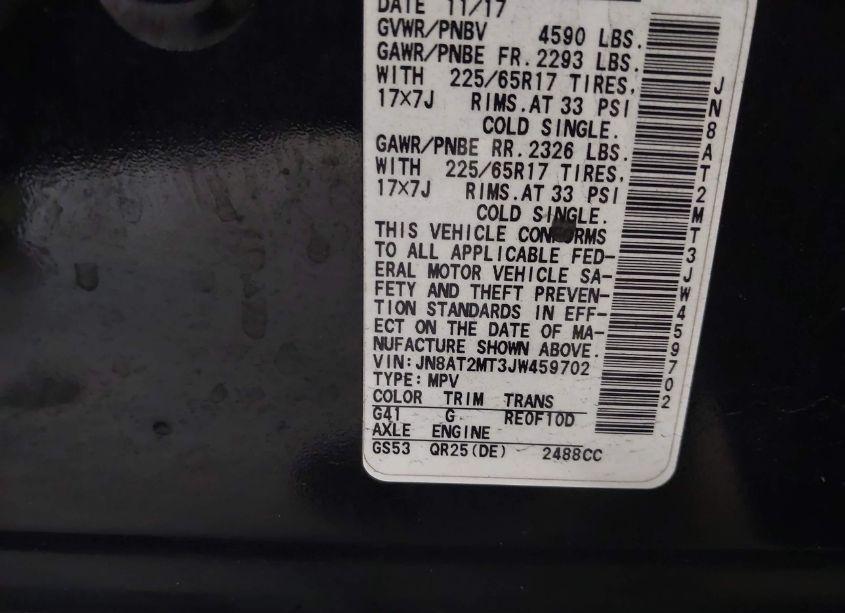 DATE 11/17
GVWR/PNBV 4590 LBS.
GAWR/PNBE FR. 2293 LBS.
WITH 225/65R17 TIRES,
17×7J RIMS.AT 33 PSI
COLD SINGLE.
GAWR/PNBE RR. 2326 LBS.
WITH 225/65R17 TIRES,
17×7J RIMS.AT 33 PSI
COLD SINGLE.
THIS VEHICLE CONFORMS
TO ALL APPLICABLE FED-
ERAL MOTOR VEHICLE SA-
FETY AND THEFT PREVEN-
TION STANDARDS IN EFF-
ECT ON THE DATE OF MA-
NUFACTURE SHOWN ABOVE.
VIN:JN8AT2MT3JW459702
TYPE:MPV
COLOR TRIM TRANS
G41 G RE0F10D
AXLE ENGINE
GS53 QR25(DE) 2488CC
JN8AT2MT3JW459702